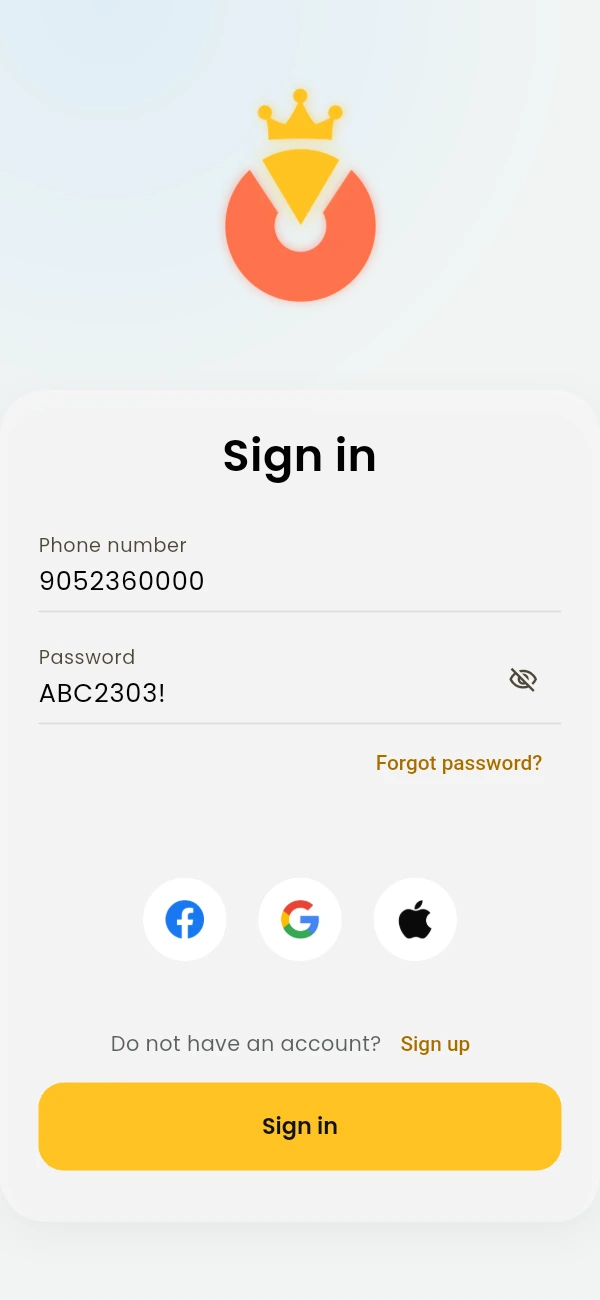 Sign in
Phone number
9052360000
Password
ABC2303!
Forgot password?
Do not have an account? Sign up
Sign in